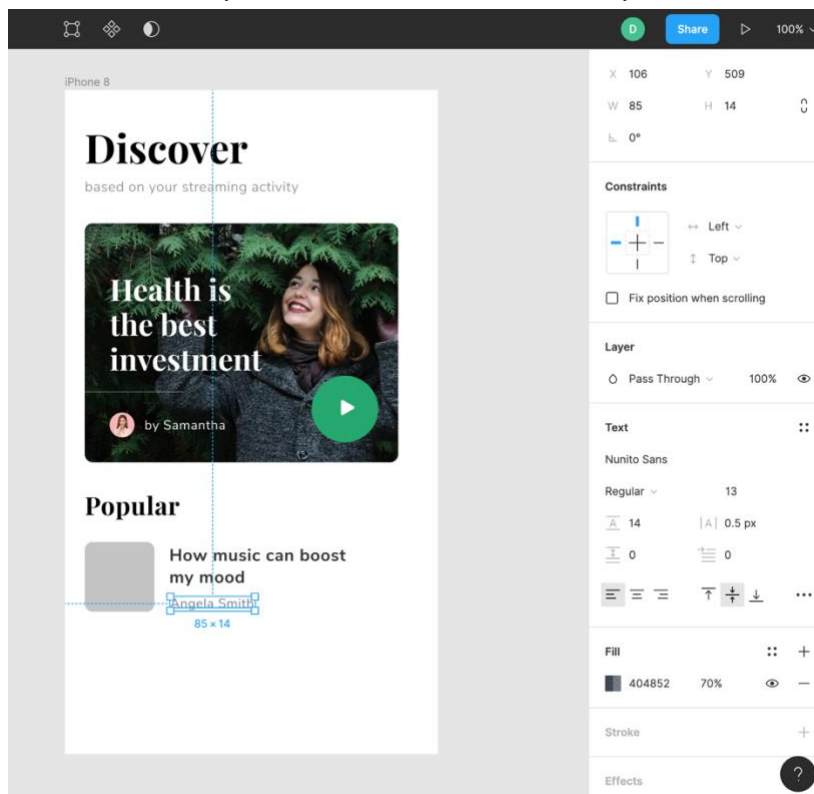 D Share 100%
iPhone 8
X 106 Y 509
W 85 H 14
0°
Discover
based on your streaming activity
Constraints
Left
Top
Fix position when scrolling
Health is
the best
investment
by Samantha
Layer
Pass Through 100%
Text
Nunito Sans
Regular 13
A 14 |A| 0.5 px
0 0
Popular
How music can boost
my mood
Angela Smith
85 × 14
Fill
404852 70%
Stroke
Effects
?